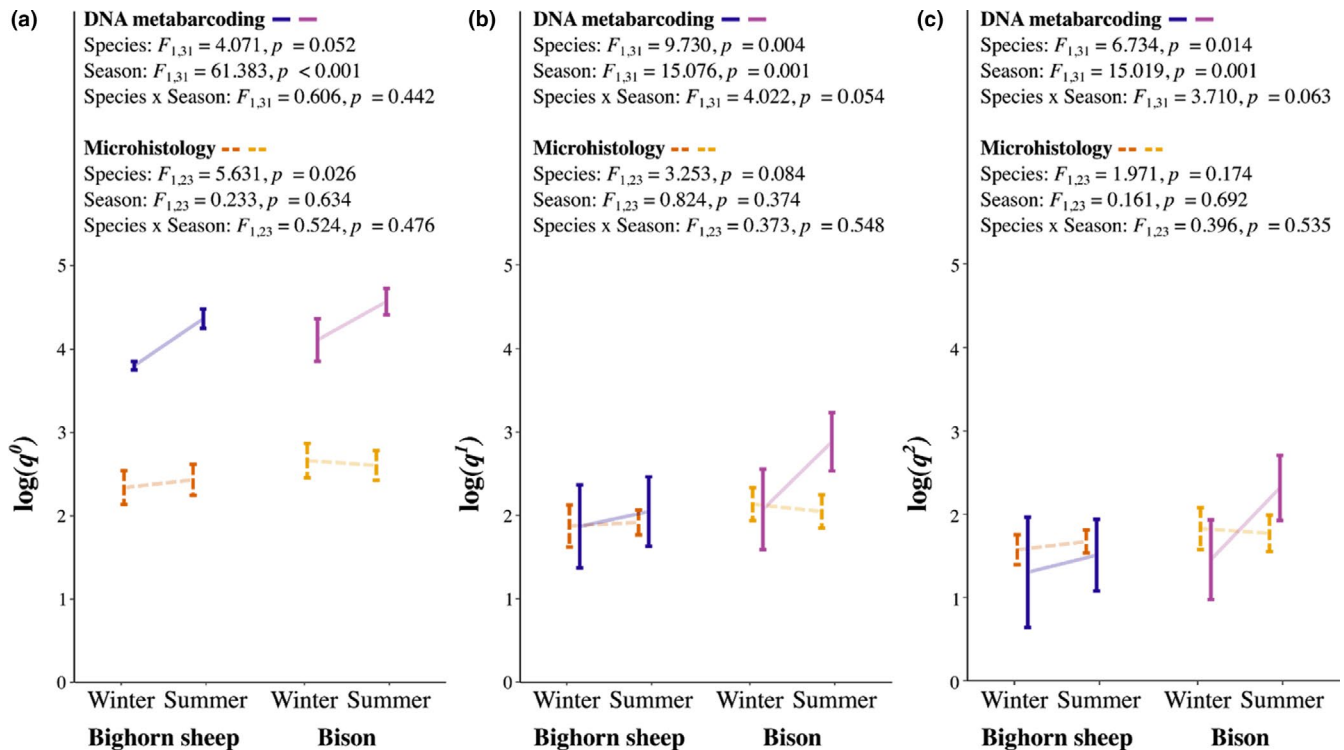 (a)
DNA metabarcoding
Species: F1,31 = 4.071, p = 0.052
Season: F1,31 = 61.383, p < 0.001
Species x Season: F1,31 = 0.606, p = 0.442
Microhistology
Species: F1,23 = 5.631, p = 0.026
Season: F1,23 = 0.233, p = 0.634
Species x Season: F1,23 = 0.524, p = 0.476
log(q0)
5
4
3
2
1
0
Winter Summer Winter Summer
Bighorn sheep Bison
(b)
DNA metabarcoding
Species: F1,31 = 9.730, p = 0.004
Season: F1,31 = 15.076, p = 0.001
Species x Season: F1,31 = 4.022, p = 0.054
Microhistology
Species: F1,23 = 3.253, p = 0.084
Season: F1,23 = 0.824, p = 0.374
Species x Season: F1,23 = 0.373, p = 0.548
log(q1)
5
4
3
2
1
0
Winter Summer Winter Summer
Bighorn sheep Bison
(c)
DNA metabarcoding
Species: F1,31 = 6.734, p = 0.014
Season: F1,31 = 15.019, p = 0.001
Species x Season: F1,31 = 3.710, p = 0.063
Microhistology
Species: F1,23 = 1.971, p = 0.174
Season: F1,23 = 0.161, p = 0.692
Species x Season: F1,23 = 0.396, p = 0.535
log(q2)
5
4
3
2
1
0
Winter Summer Winter Summer
Bighorn sheep Bison